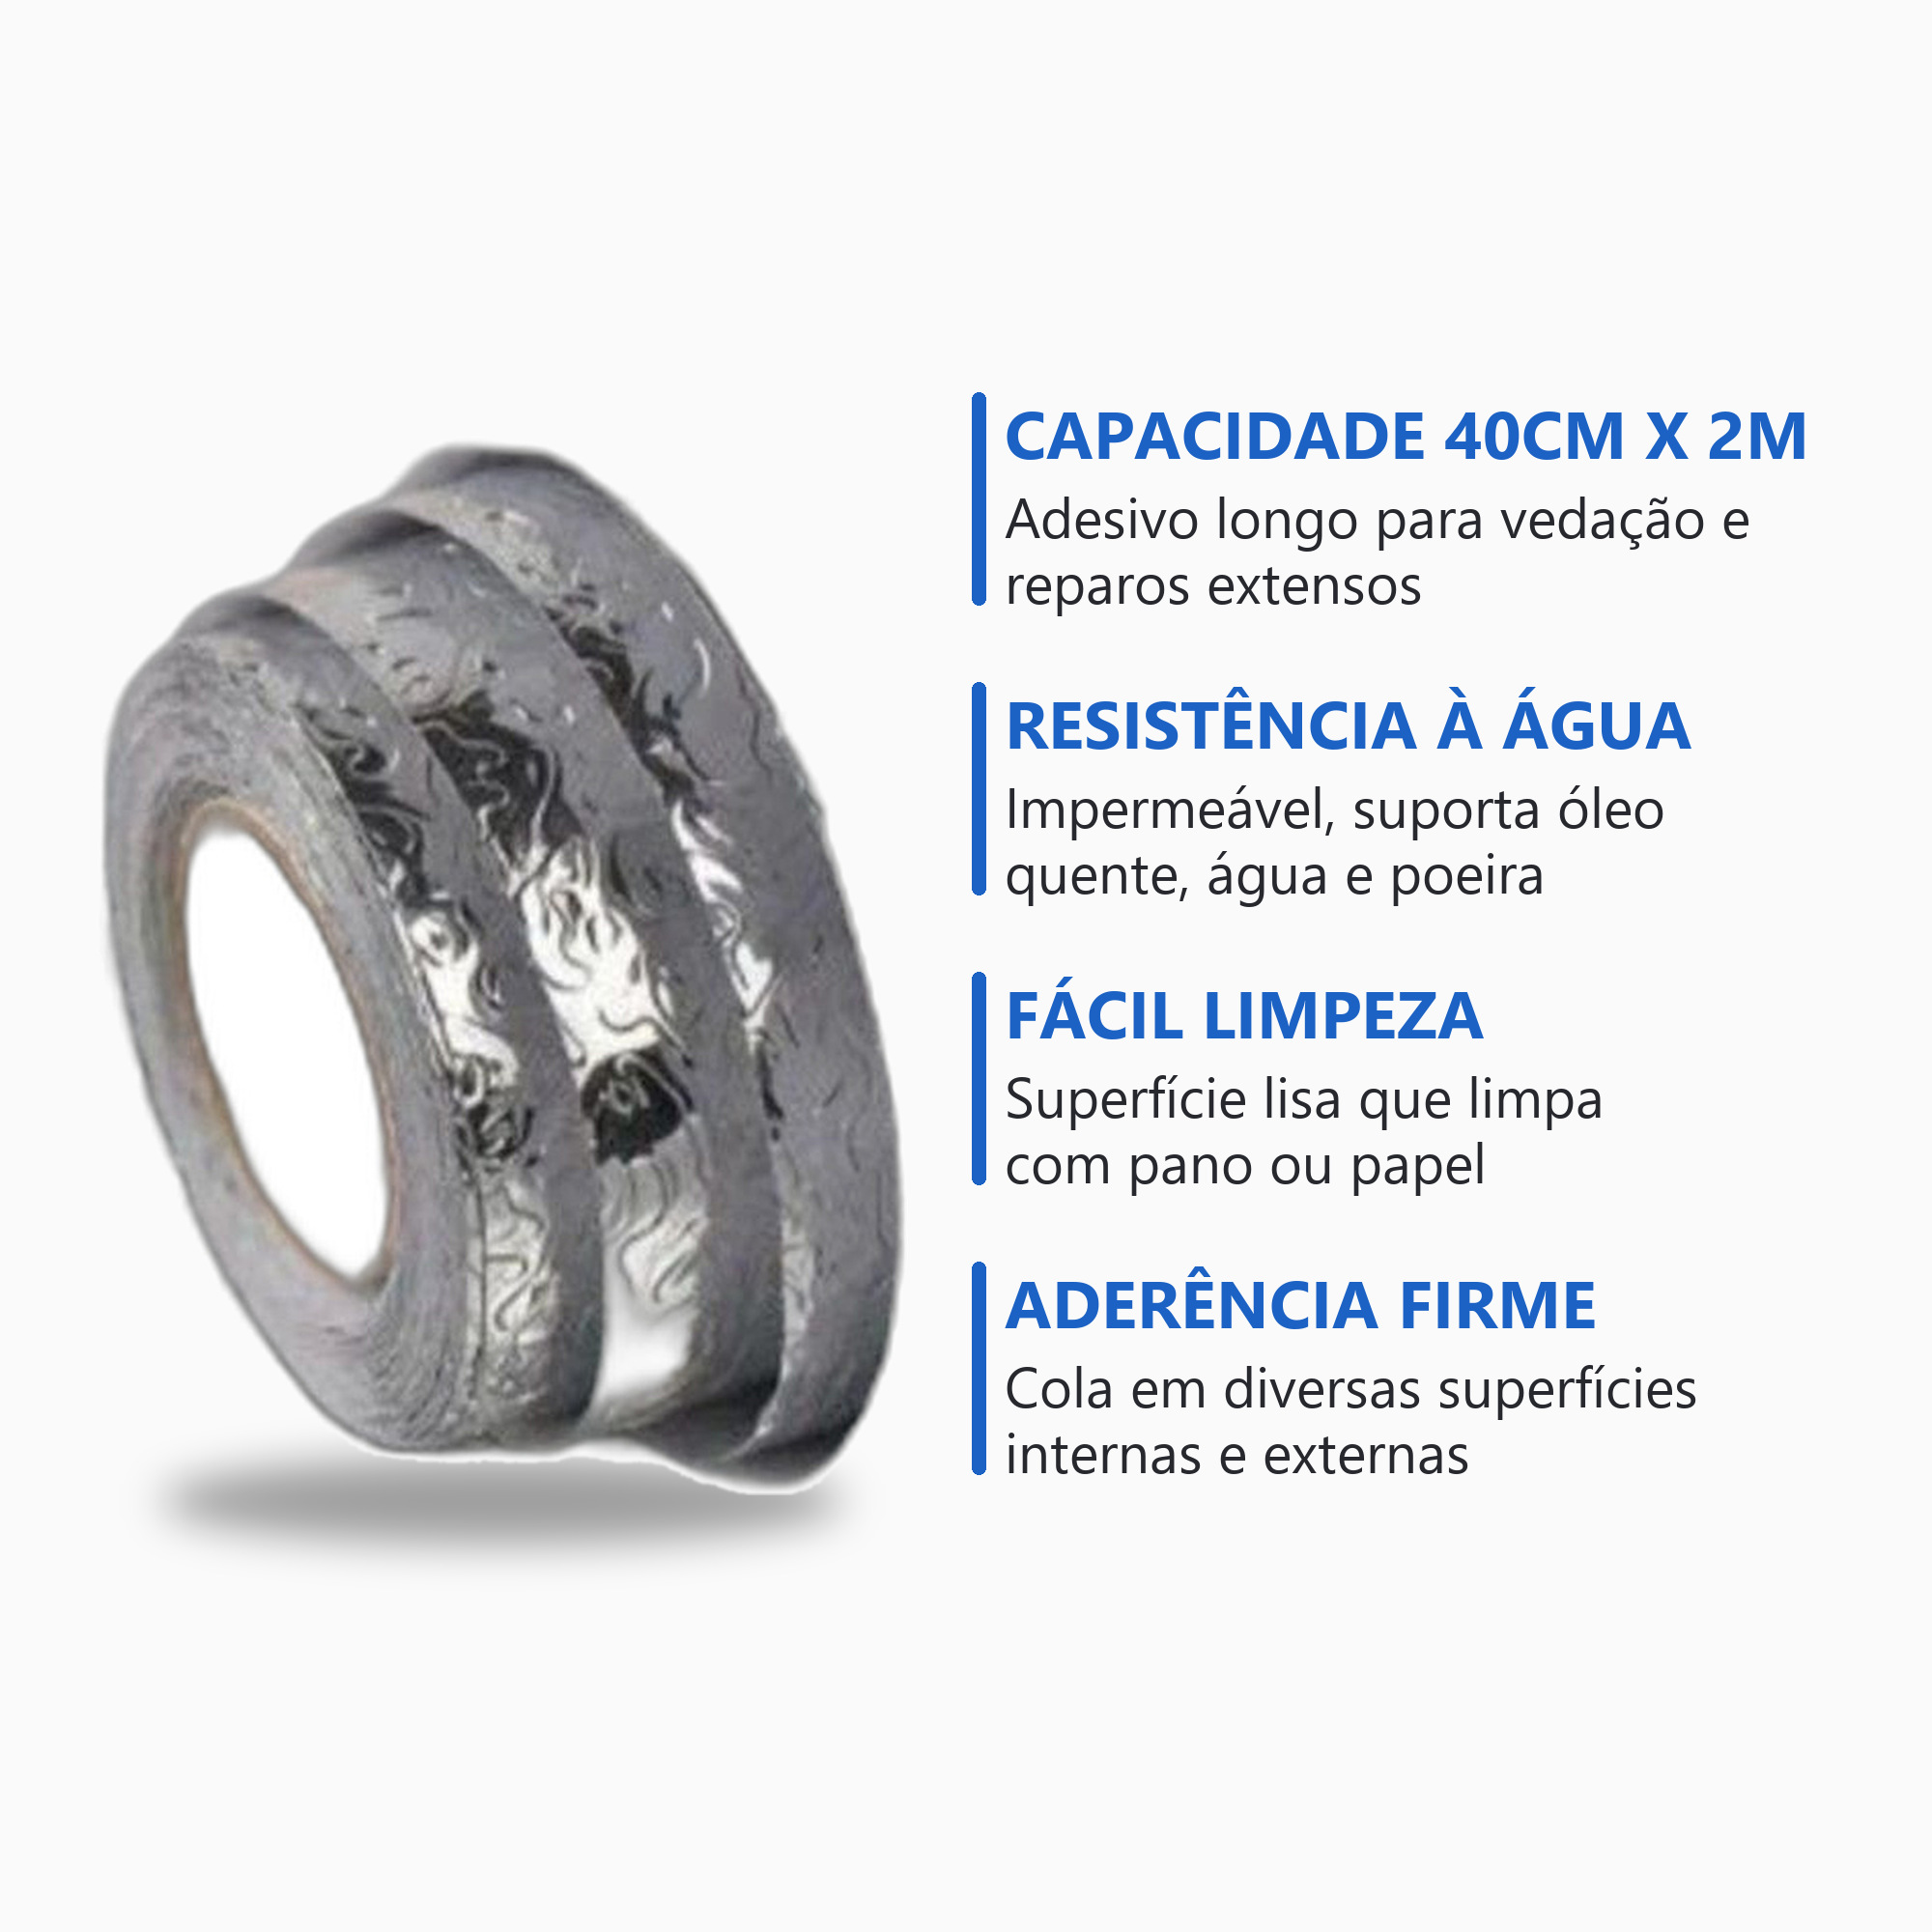 CAPACIDADE 40CM X 2M
Adesivo longo para vedação e
reparos extensos
RESISTÊNCIA À ÁGUA
Impermeável, suporta óleo
quente, água e poeira
FÁCIL LIMPEZA
Superfície lisa que limpa
com pano ou papel
ADERÊNCIA FIRME
Cola em diversas superfícies
internas e externas